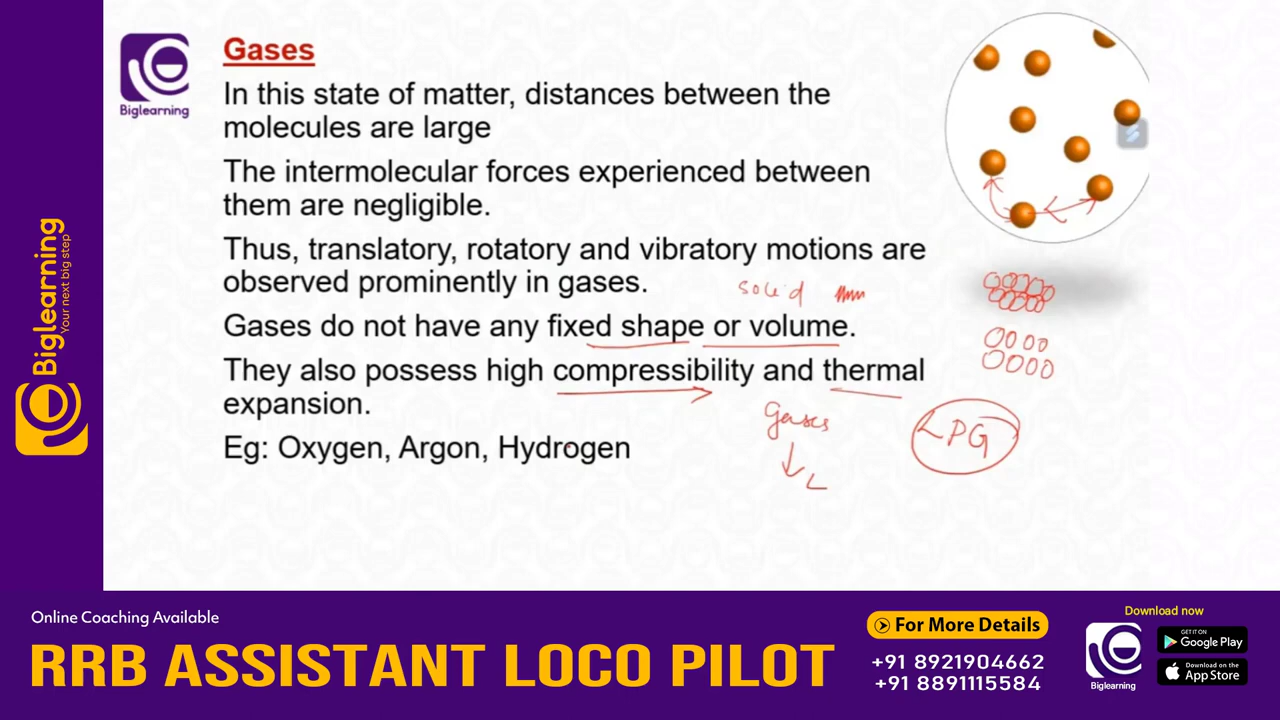 Gases
Biglearning
In this state of matter, distances between the
molecules are large
The intermolecular forces experienced between
them are negligible.
Thus, translatory, rotatory and vibratory motions are
observed prominently in gases.
solid
Gases do not have any fixed shape or volume.
They also possess high compressibility and thermal
expansion.
Gases
LPG
L
Eg: Oxygen, Argon, Hydrogen
Biglearning
Your next big step
Online Coaching Available
RRB ASSISTANT LOCO PILOT
For More Details
+91 8921904662
+91 8891115584
Download now
Biglearning
GET IT ON
Google Play
Download on the
App Store